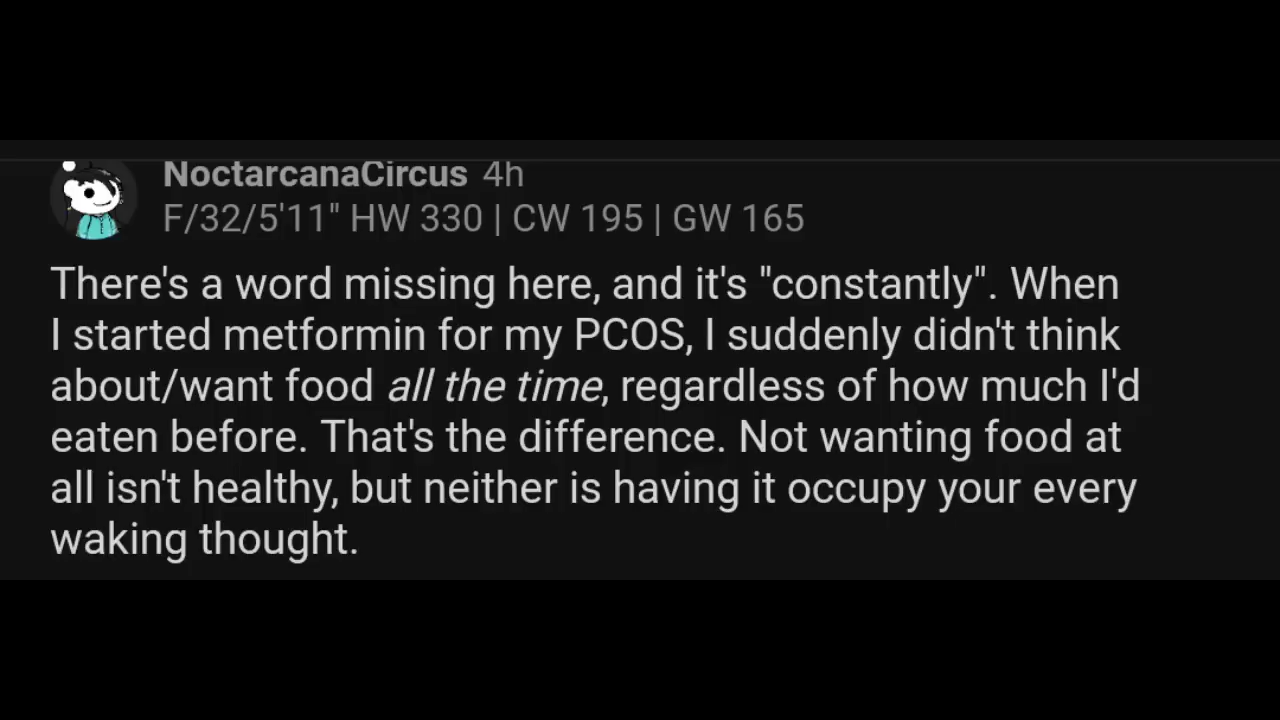 NoctarcanaCircus 4h
F/32/5'11" HW 330 | CW 195 | GW 165
There's a word missing here, and it's "constantly". When
I started metformin for my PCOS, I suddenly didn't think
about/want food all the time, regardless of how much I'd
eaten before. That's the difference. Not wanting food at
all isn't healthy, but neither is having it occupy your every
waking thought.